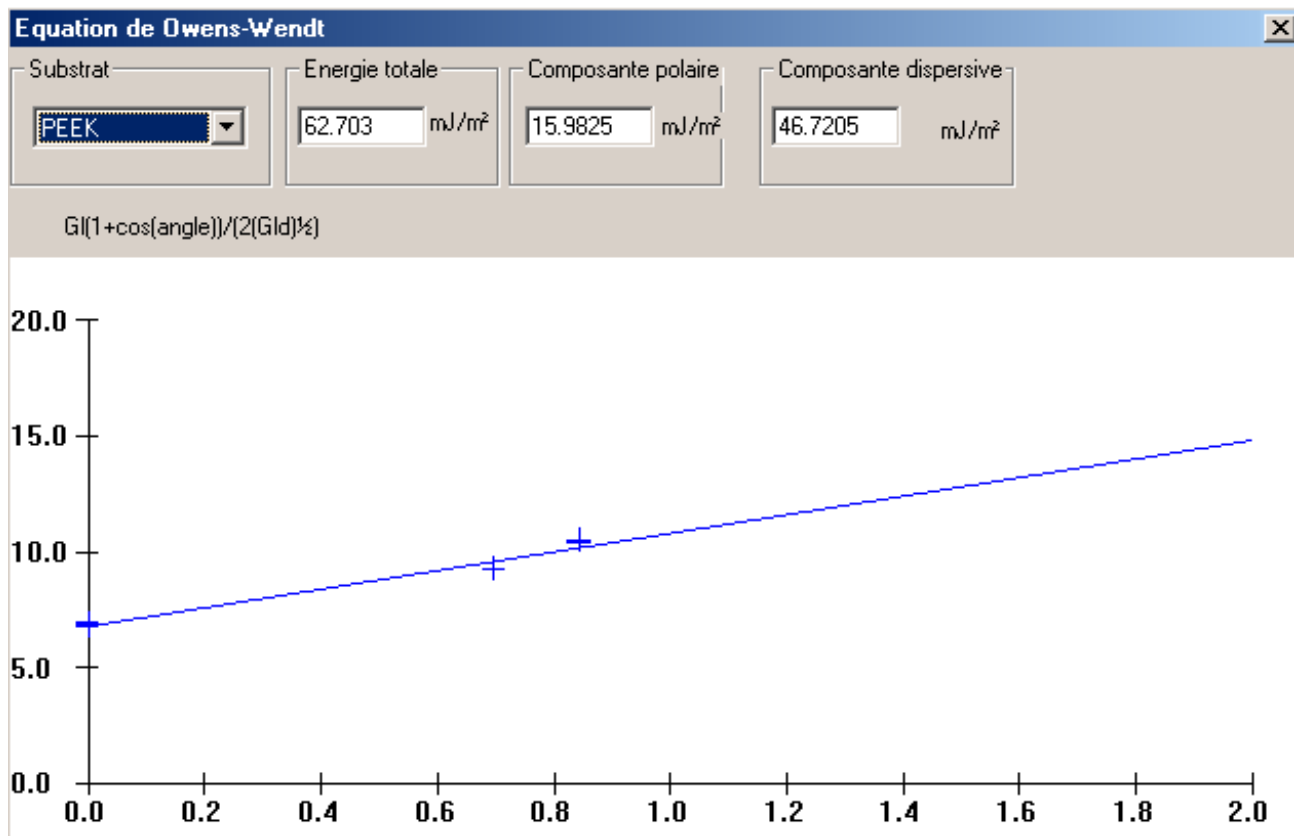 Equation de Owens-Wendt
Substrat
PEEK
Energie totale
62.703 mJ/m²
Composante polaire
15.9825 mJ/m²
Composante dispersive
46.7205 mJ/m²
Gl(1+cos(angle))/(2(Gld)½)
20.0
15.0
10.0
5.0
0.0
0.0 0.2 0.4 0.6 0.8 1.0 1.2 1.4 1.6 1.8 2.0